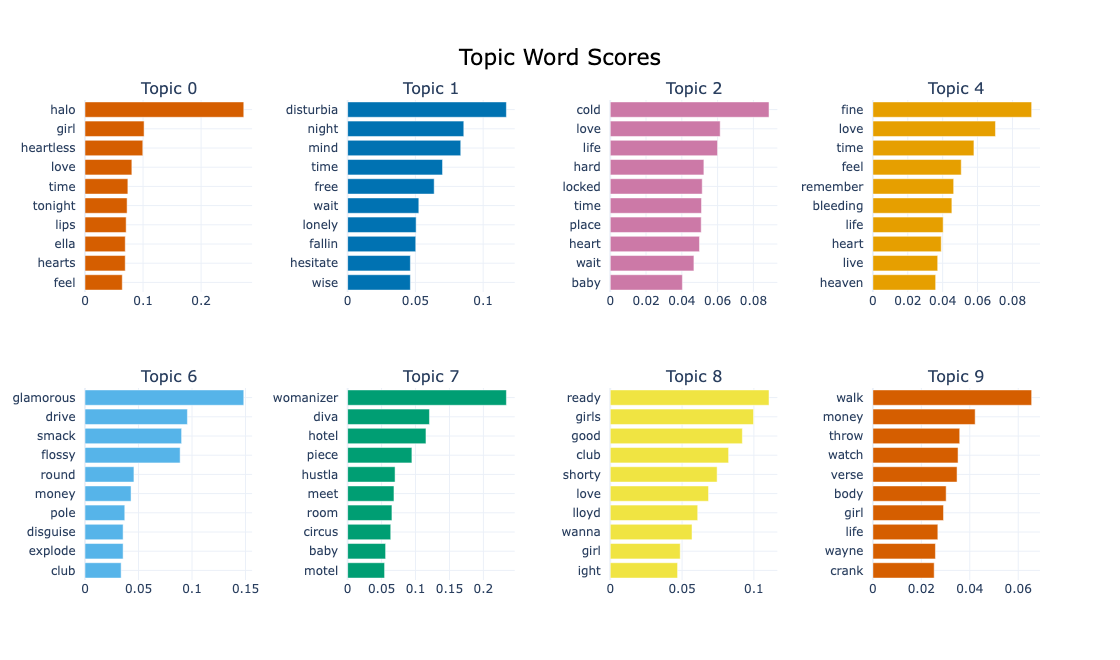 Topic Word Scores
Topic 0
halo
girl
heartless
love
time
tonight
lips
ella
hearts
feel
0 0.1 0.2
Topic 1
disturbia
night
mind
time
free
wait
lonely
fallin
hesitate
wise
0 0.05 0.1
Topic 2
cold
love
life
hard
locked
time
place
heart
wait
baby
0 0.02 0.04 0.06 0.08
Topic 4
fine
love
time
feel
remember
bleeding
life
heart
live
heaven
0 0.02 0.04 0.06 0.08
Topic 6
glamorous
drive
smack
flossy
round
money
pole
disguise
explode
club
0 0.05 0.1 0.15
Topic 7
womanizer
diva
hotel
piece
hustla
meet
room
circus
baby
motel
0 0.05 0.1 0.15 0.2
Topic 8
ready
girls
good
club
shorty
love
lloyd
wanna
girl
ight
0 0.05 0.1
Topic 9
walk
money
throw
watch
verse
body
girl
life
wayne
crank
0 0.02 0.04 0.06